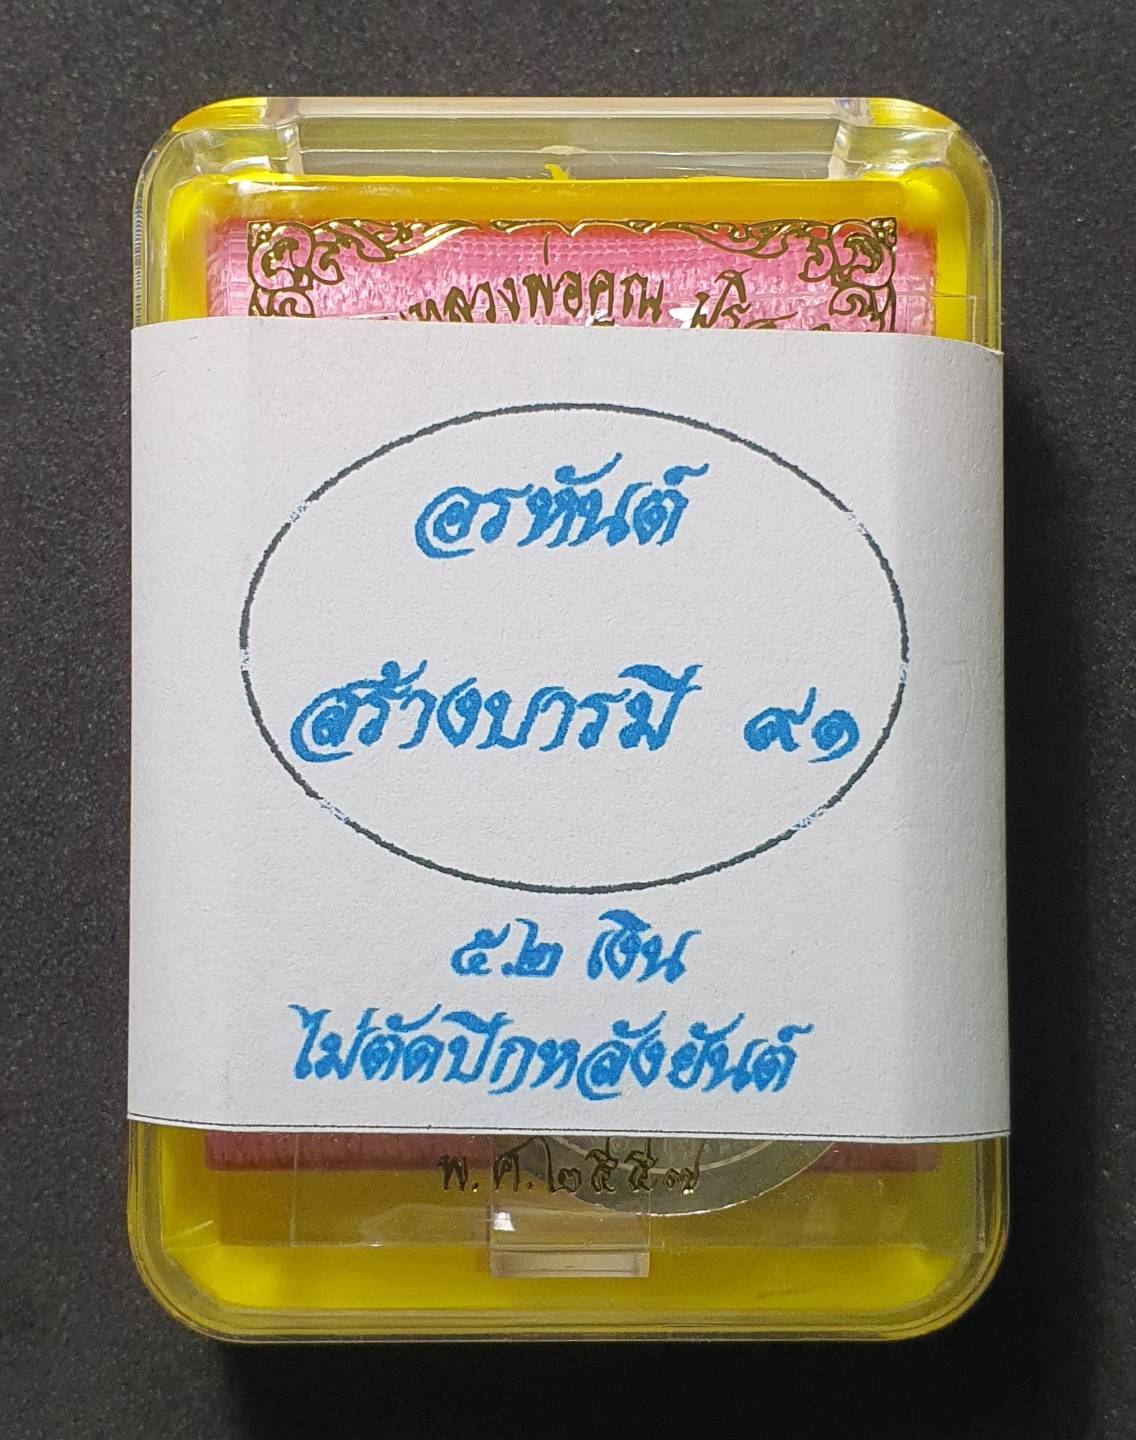 หลวงพ่อคูณ
อรหันต์
สร้างบารมี ๙๑
๕.๒ เงิน
ไม่ตัดปีกหลังยันต์
พ.ศ.๒๕๕๗